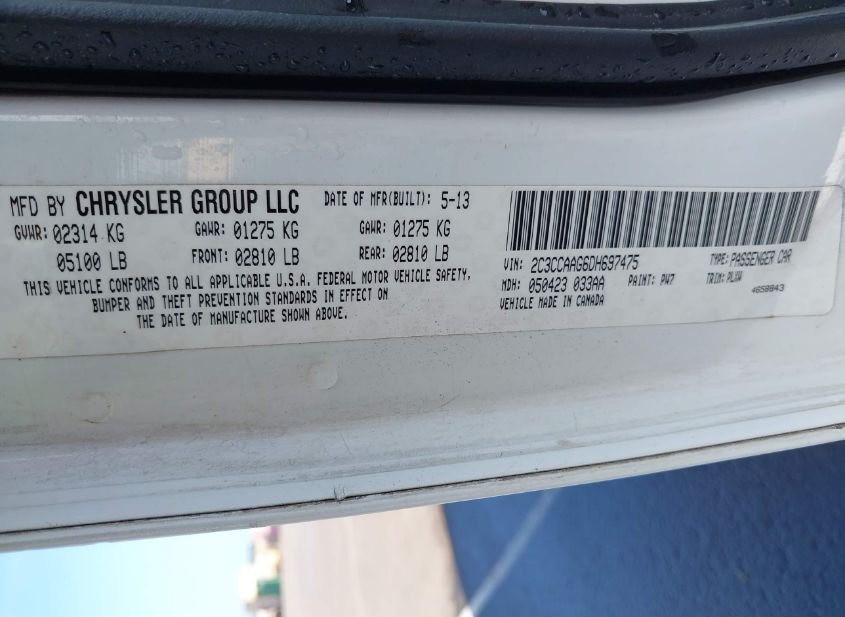 MFD BY CHRYSLER GROUP LLC DATE OF MFR(BUILT): 5-13
GVWR: 02314 KG GAWR: 01275 KG GAWR: 01275 KG
05100 LB FRONT: 02810 LB REAR: 02810 LB
THIS VEHICLE CONFORMS TO ALL APPLICABLE U.S.A. FEDERAL MOTOR VEHICLE SAFETY,
BUMPER AND THEFT PREVENTION STANDARDS IN EFFECT ON
THE DATE OF MANUFACTURE SHOWN ABOVE.
VIN: 2C3CCAAG6DH697475 TYPE: PASSENGER CAR
MDH: 050423 033AA PAINT: PW7 TRIM: PLXW
VEHICLE MADE IN CANADA 4658843